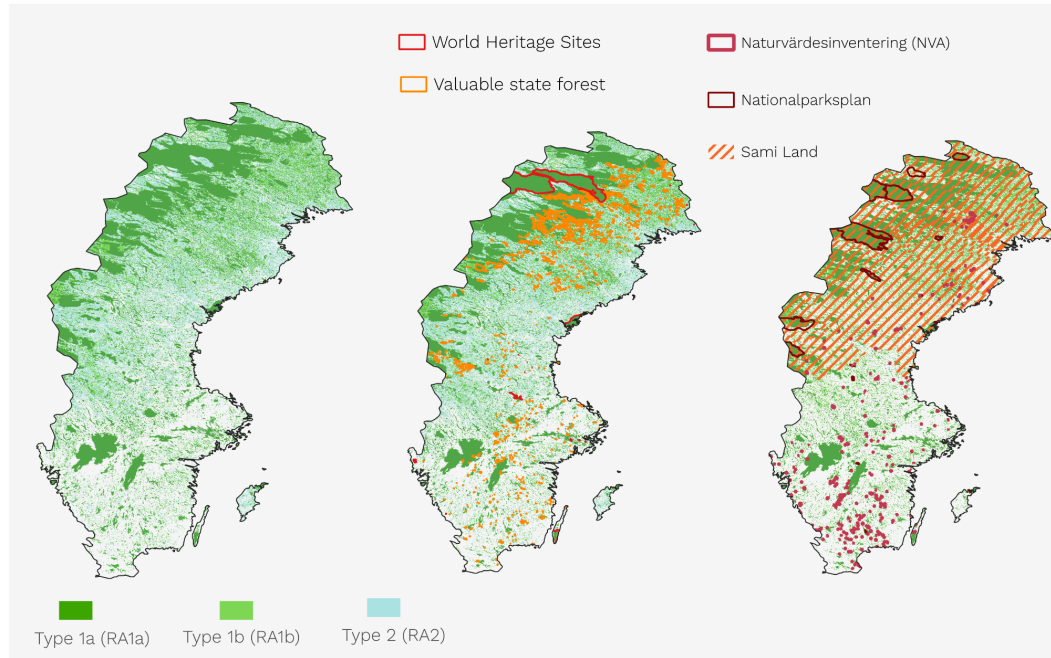 World Heritage Sites
Naturvärdesinventering (NVA)
Valuable state forest
Nationalparksplan
Sami Land
Type 1a (RA1a)
Type 1b (RA1b)
Type 2 (RA2)